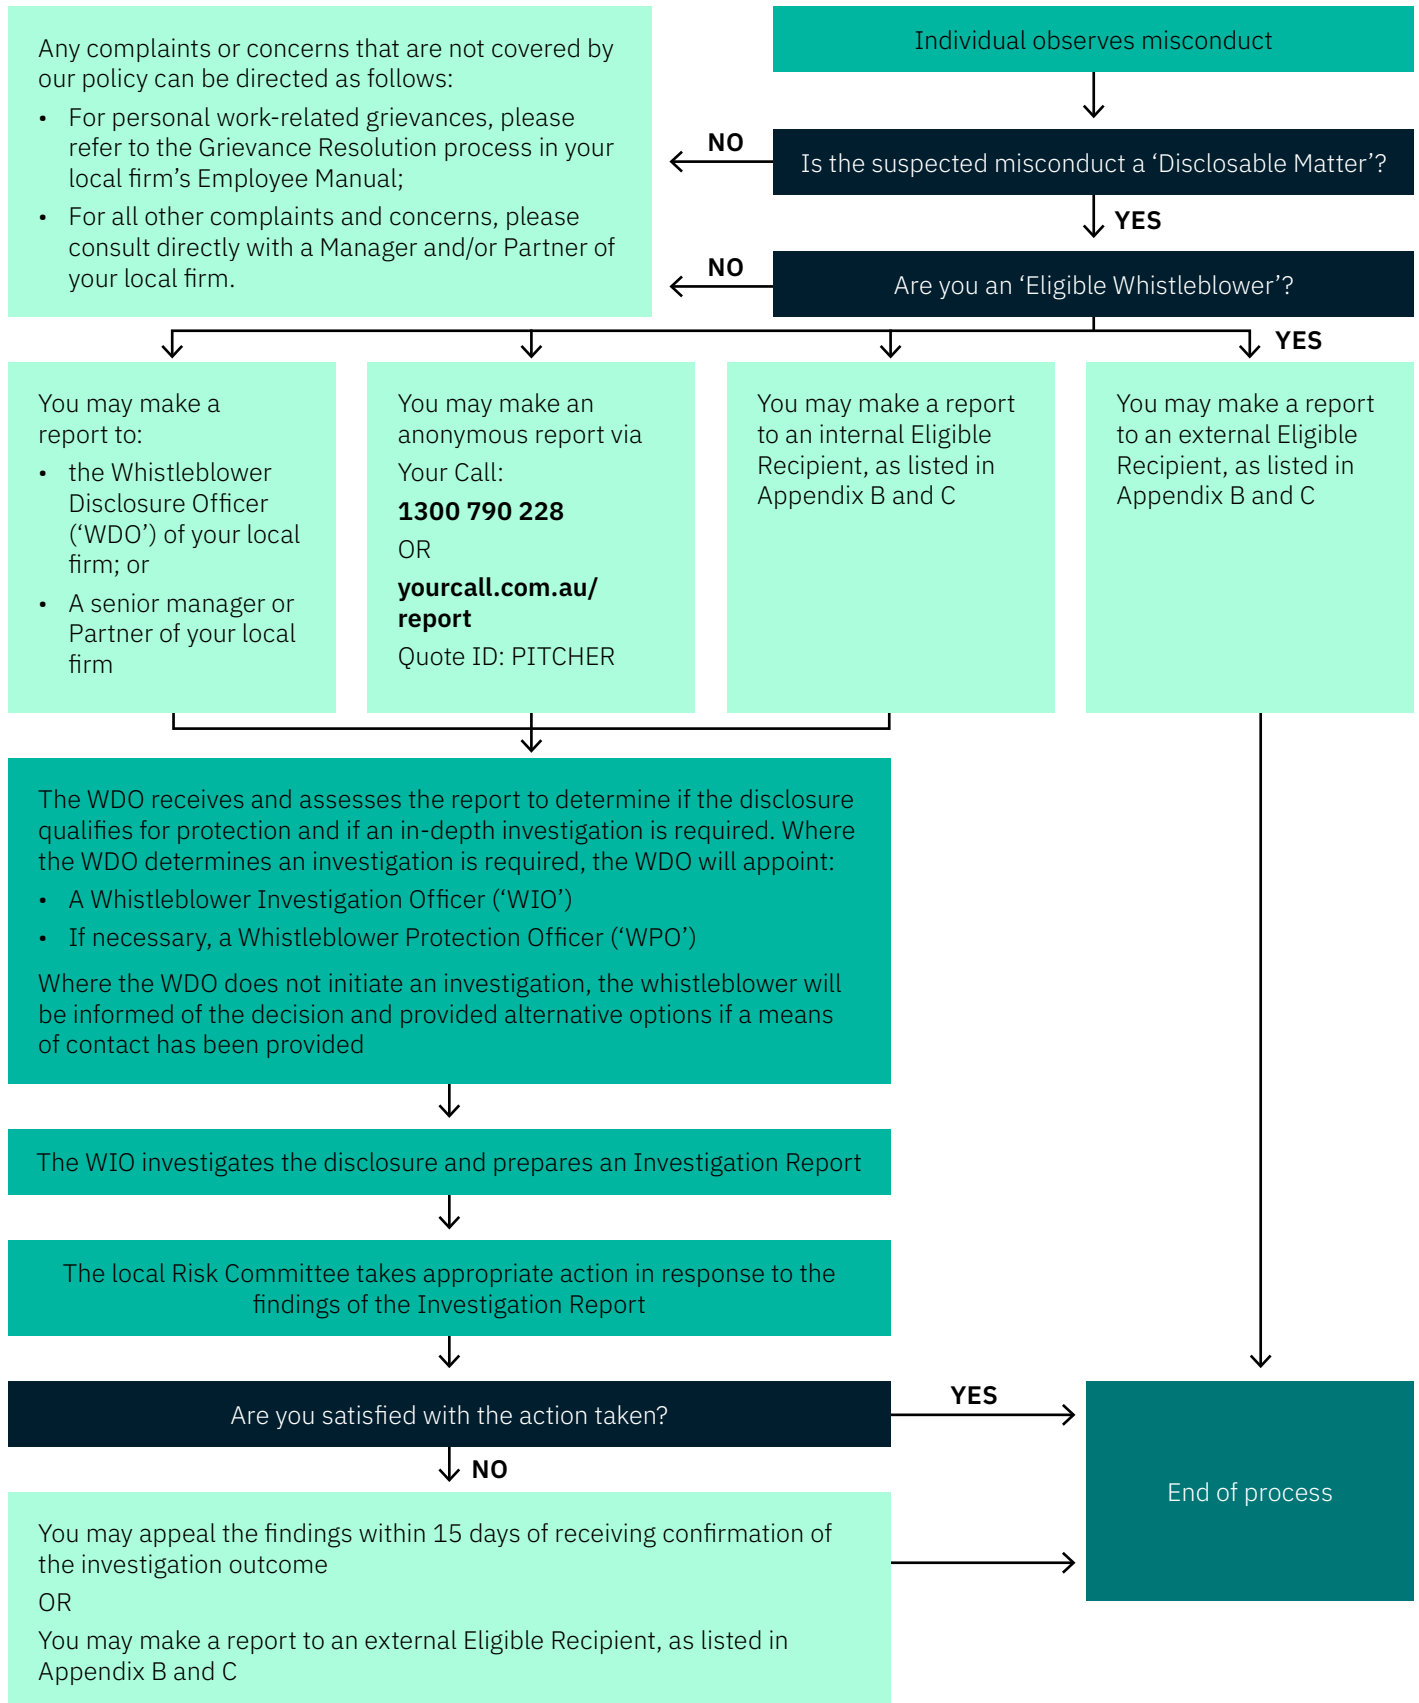 Any complaints or concerns that are not covered by
our policy can be directed as follows:
• For personal work-related grievances, please
refer to the Grievance Resolution process in your
local firm's Employee Manual;
• For all other complaints and concerns, please
consult directly with a Manager and/or Partner of
your local firm.
Individual observes misconduct
NO
Is the suspected misconduct a ‘Disclosable Matter’?
YES
NO
Are you an ‘Eligible Whistleblower’?
YES
You may make a
report to:
• the Whistleblower
Disclosure Officer
(‘WDO’) of your local
firm; or
• A senior manager or
Partner of your local
firm
You may make an
anonymous report via
Your Call:
1300 790 228
OR
yourcall.com.au/
report
Quote ID: PITCHER
You may make a report
to an internal Eligible
Recipient, as listed in
Appendix B and C
You may make a report
to an external Eligible
Recipient, as listed in
Appendix B and C
The WDO receives and assesses the report to determine if the disclosure
qualifies for protection and if an in-depth investigation is required. Where
the WDO determines an investigation is required, the WDO will appoint:
• A Whistleblower Investigation Officer (‘WIO’)
• If necessary, a Whistleblower Protection Officer (‘WPO’)
Where the WDO does not initiate an investigation, the whistleblower will
be informed of the decision and provided alternative options if a means
of contact has been provided
The WIO investigates the disclosure and prepares an Investigation Report
The local Risk Committee takes appropriate action in response to the
findings of the Investigation Report
Are you satisfied with the action taken?
YES
NO
End of process
You may appeal the findings within 15 days of receiving confirmation of
the investigation outcome
OR
You may make a report to an external Eligible Recipient, as listed in
Appendix B and C